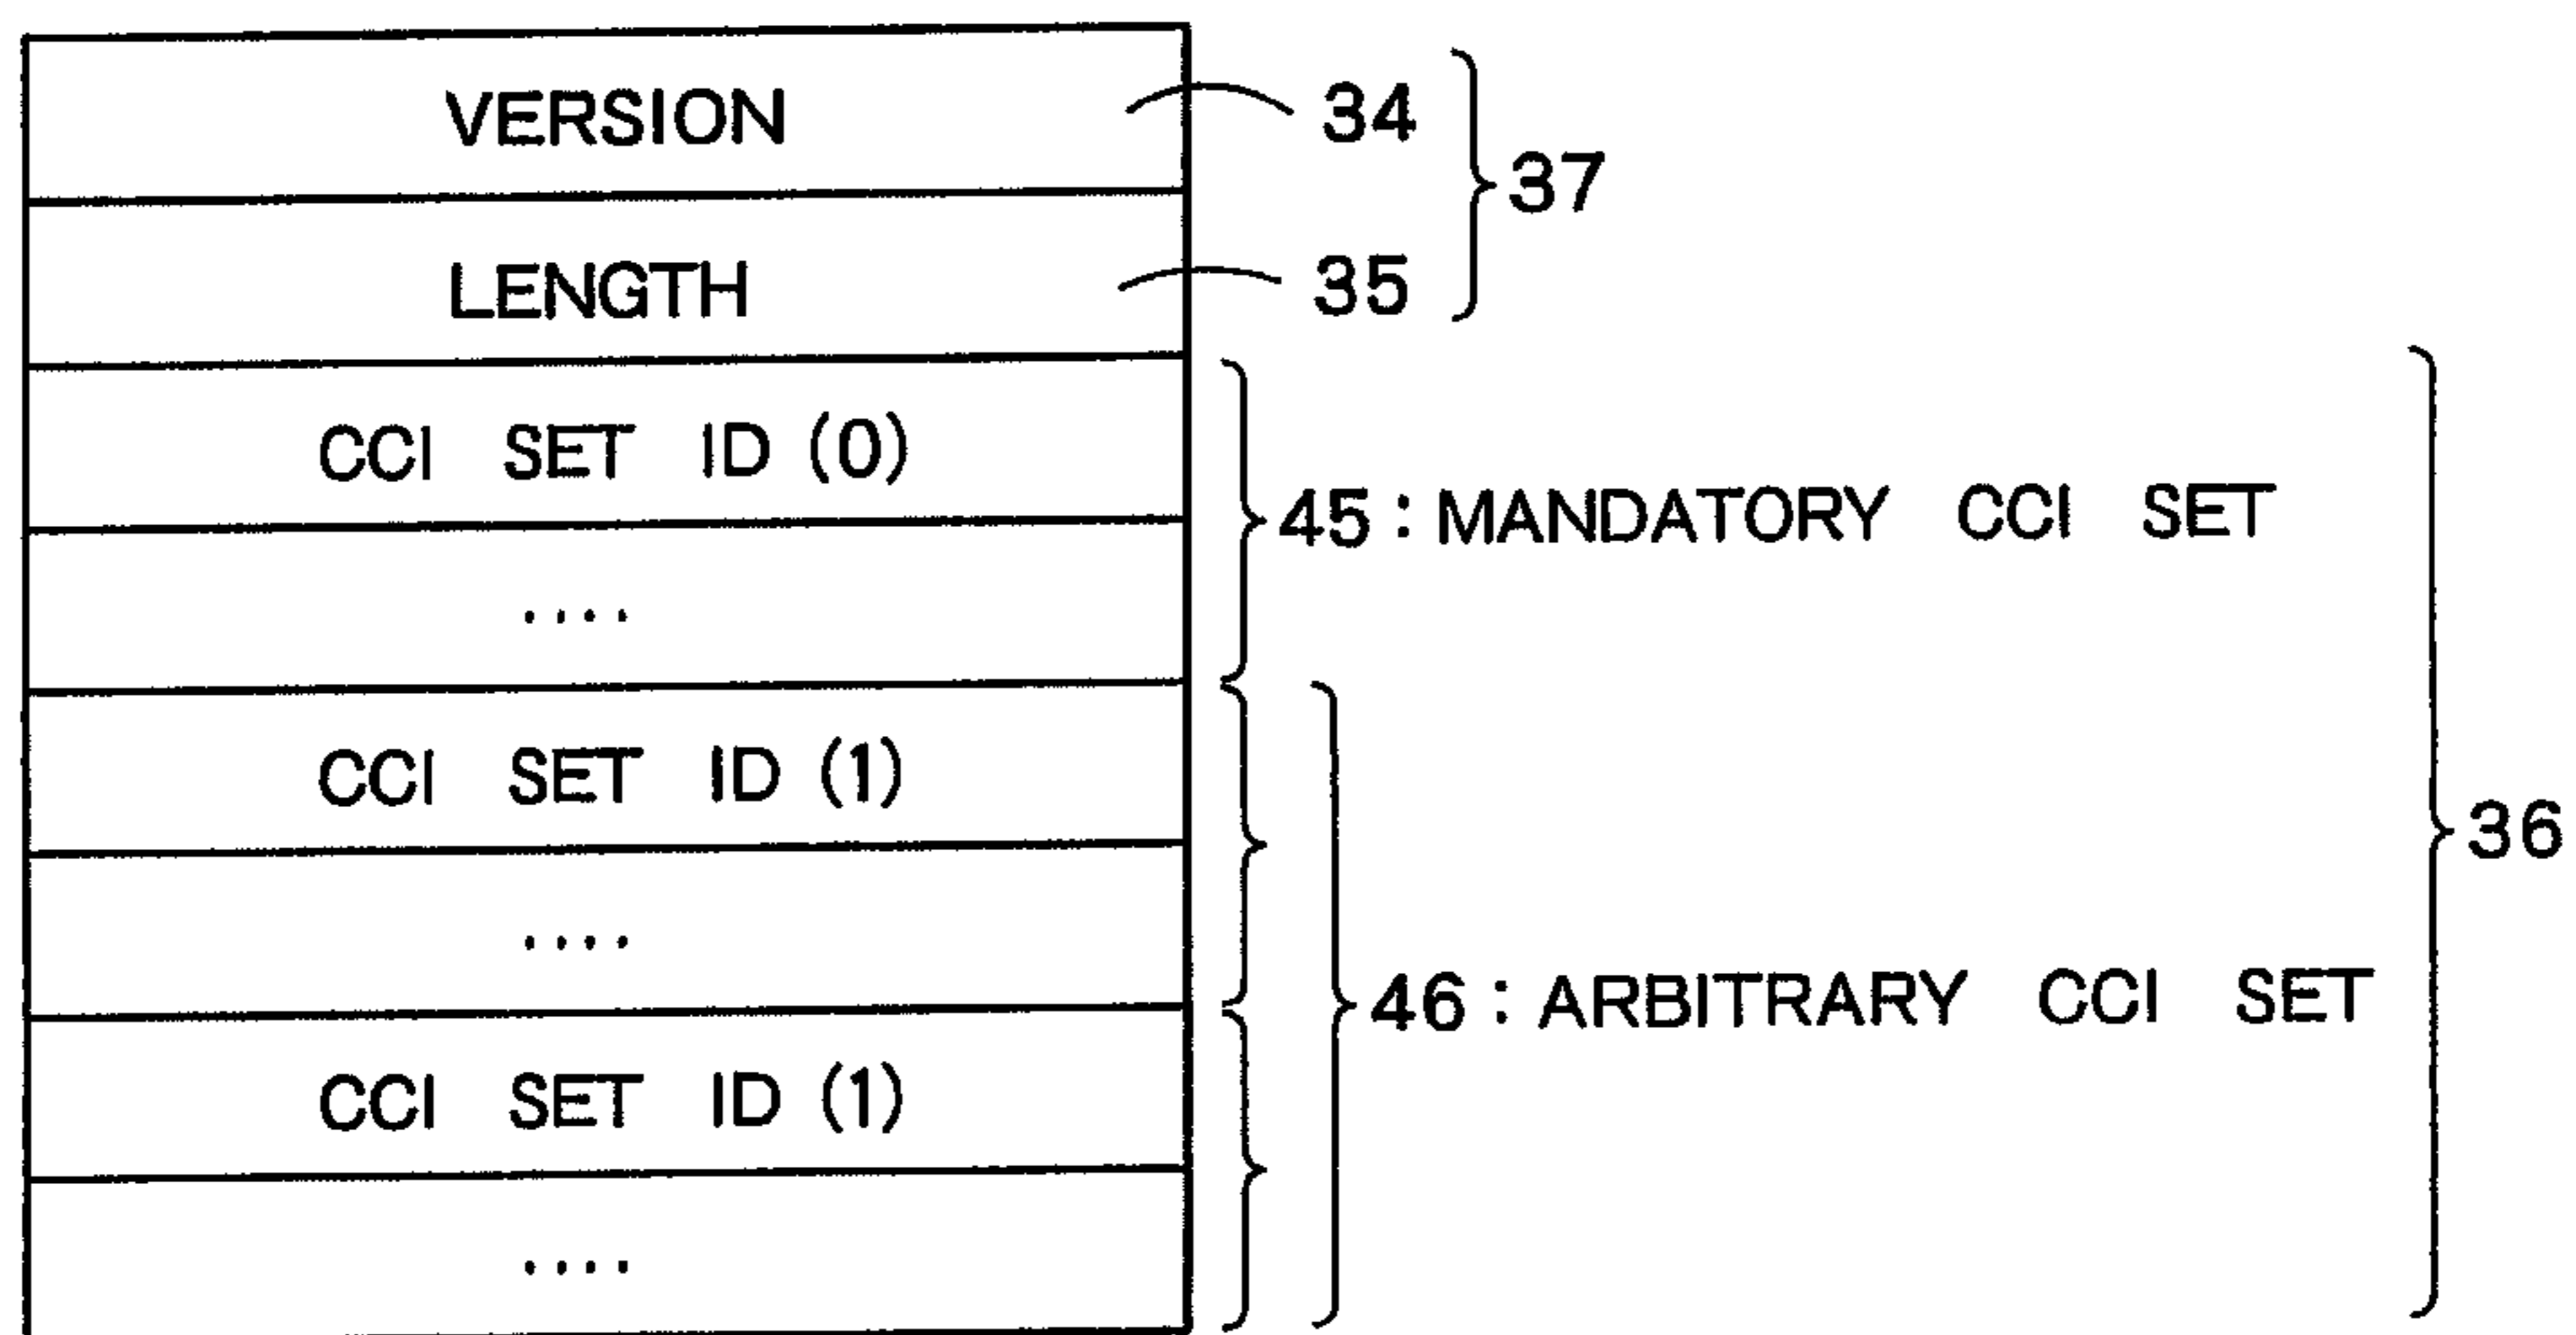 VERSION
34
37
LENGTH
35
CCI SET ID (0)
45 : MANDATORY CCI SET
....
CCI SET ID (1)
36
....
46 : ARBITRARY CCI SET
CCI SET ID (1)
....